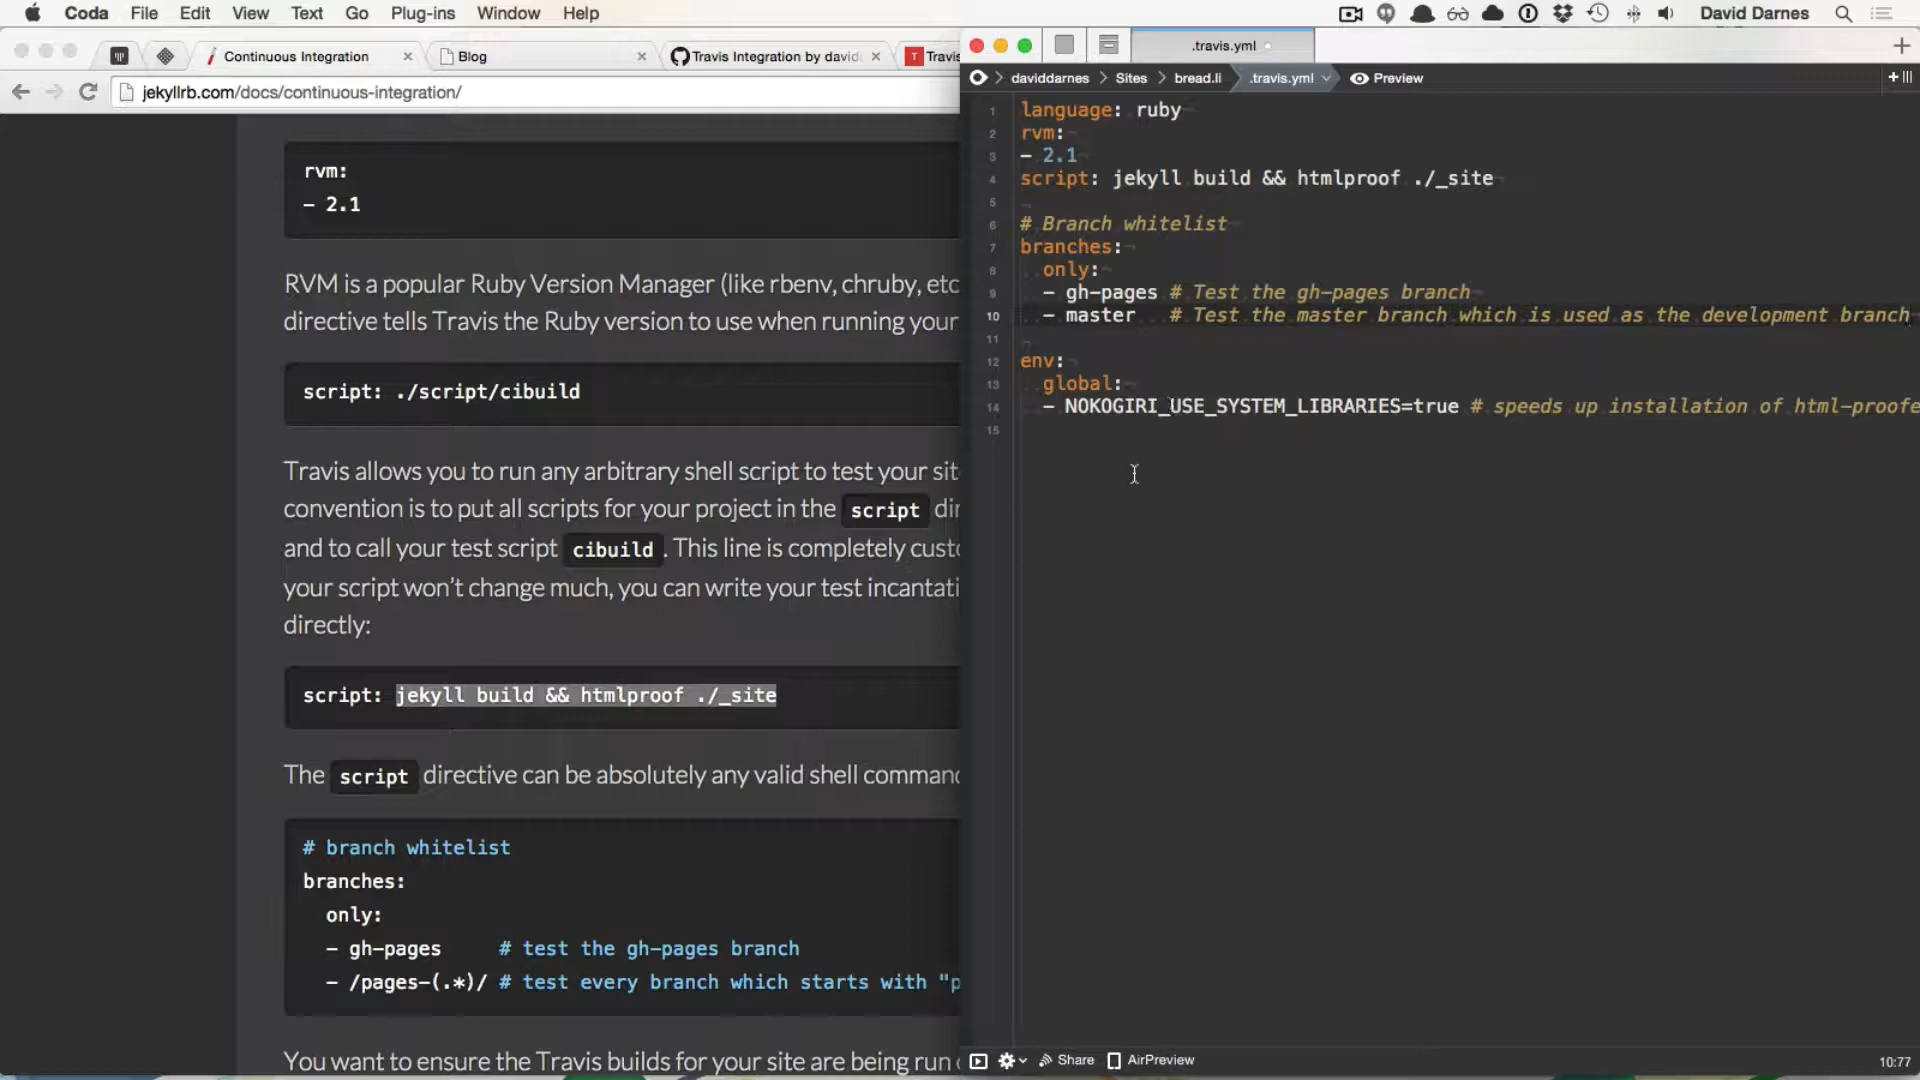 Coda File Edit View Text Go Plug-ins Window Help David Darnes
Continuous Integration Blog Travis Integration by david Travis
jekyllrb.com/docs/continuous-integration/
rvm:
- 2.1
RVM is a popular Ruby Version Manager (like rbenv, chruby, etc
directive tells Travis the Ruby version to use when running your
script: ./script/cibuild
Travis allows you to run any arbitrary shell script to test your sit
convention is to put all scripts for your project in the script dir
and to call your test script cibuild. This line is completely custo
your script won't change much, you can write your test incantati
directly:
script: jekyll build && htmlproof ./_site
The script directive can be absolutely any valid shell command
# branch whitelist
branches:
only:
- gh-pages # test the gh-pages branch
- /pages-(.*)/ # test every branch which starts with "p
You want to ensure the Travis builds for your site are being run
.travis.yml
daviddarnes Sites bread.li .travis.yml Preview
1 language: ruby
2 rvm:
3 - 2.1
4 script: jekyll build && htmlproof ./_site
5
6 # Branch whitelist
7 branches:
8 only:
9 - gh-pages # Test the gh-pages branch
10 - master # Test the master branch which is used as the development branch
11
12 env:
13 global:
14 - NOKOGIRI_USE_SYSTEM_LIBRARIES=true # speeds up installation of html-proofe
15
Share AirPreview 10:77